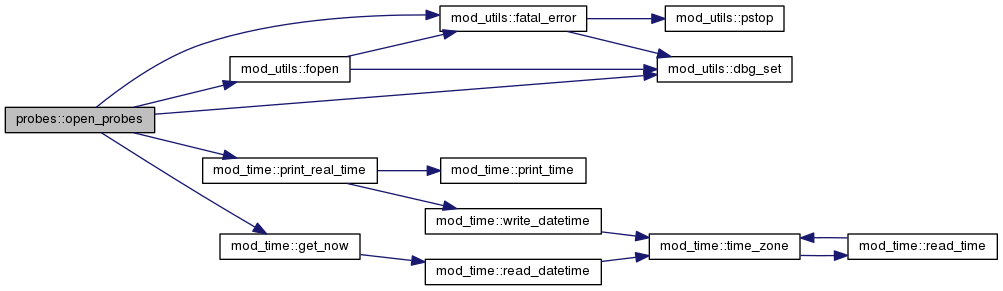 mod_utils::fatal_error
mod_utils::pstop
mod_utils::fopen
mod_utils::dbg_set
probes::open_probes
mod_time::print_real_time
mod_time::print_time
mod_time::write_datetime
mod_time::get_now
mod_time::time_zone
mod_time::read_time
mod_time::read_datetime